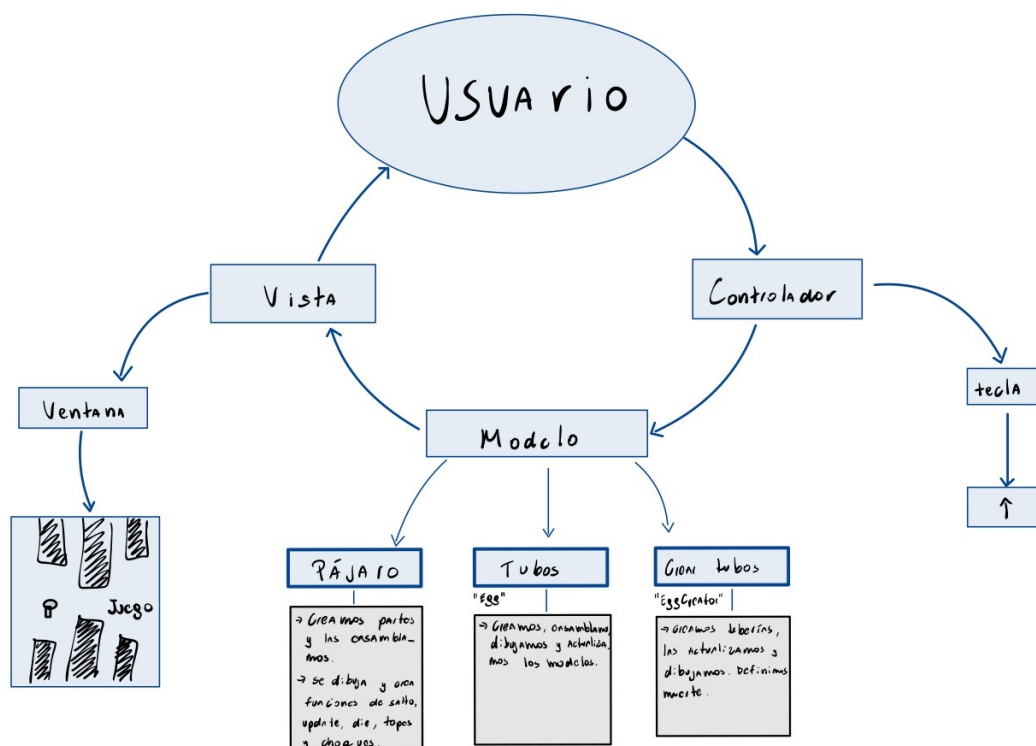 USUARIO
Vista
Controlador
Ventana
tecla
Modelo
↑
Juego
PÁJARO
TUBOS
Crear tubos
"Egg"
"EggCreator"
→ Creamos partes
y las ensambla_
mos.
→ Se dibuja y crea
funciones de salto,
update, die, topes
y choques.
→ Creamos, ensamblamos,
dibujamos y actualiza_
mos los modelos.
→ Creamos tuberías,
las actualizamos y
dibujamos. Definimos
muerte.